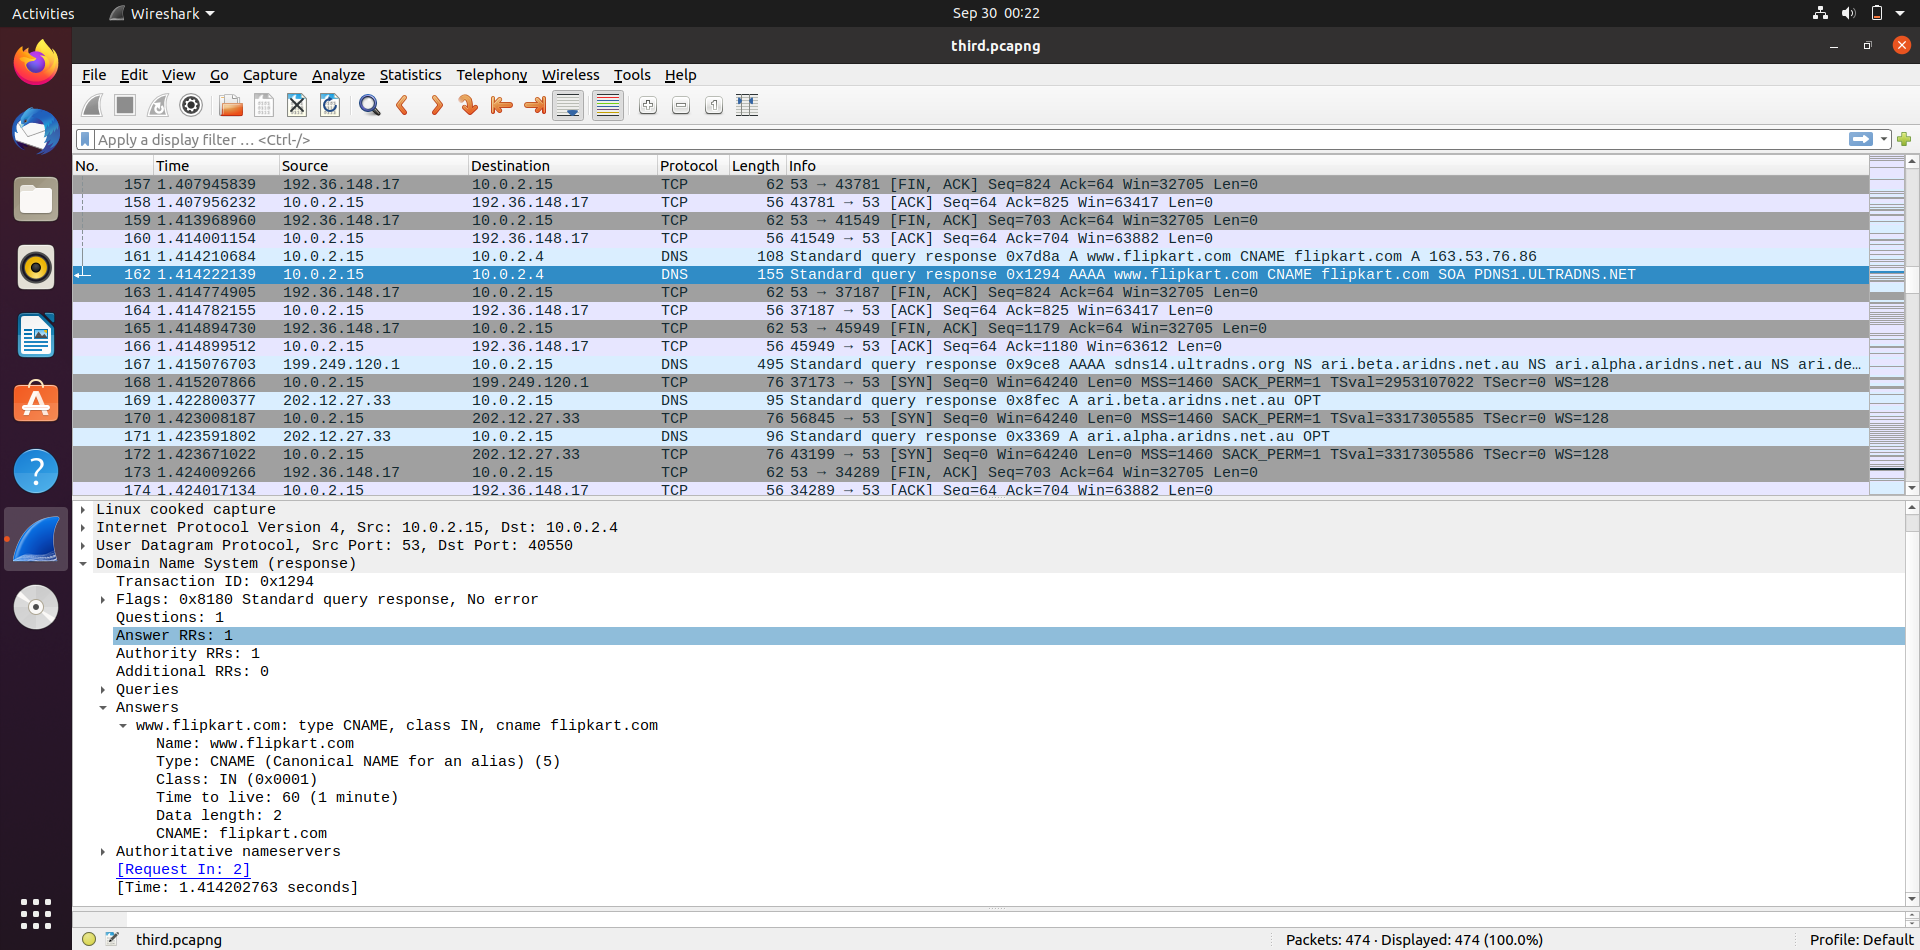 Activities Wireshark Sep 30 00:22
third.pcapng
File Edit View Go Capture Analyze Statistics Telephony Wireless Tools Help
Apply a display filter … <Ctrl-/>
No. Time Source Destination Protocol Length Info
157 1.407945839 192.36.148.17 10.0.2.15 TCP 62 53 → 43781 [FIN, ACK] Seq=824 Ack=64 Win=32705 Len=0
158 1.407956232 10.0.2.15 192.36.148.17 TCP 56 43781 → 53 [ACK] Seq=64 Ack=825 Win=63417 Len=0
159 1.413968960 192.36.148.17 10.0.2.15 TCP 62 53 → 41549 [FIN, ACK] Seq=703 Ack=64 Win=32705 Len=0
160 1.414001154 10.0.2.15 192.36.148.17 TCP 56 41549 → 53 [ACK] Seq=64 Ack=704 Win=63882 Len=0
161 1.414210684 10.0.2.15 10.0.2.4 DNS 108 Standard query response 0x7d8a A www.flipkart.com CNAME flipkart.com A 163.53.76.86
162 1.414222139 10.0.2.15 10.0.2.4 DNS 155 Standard query response 0x1294 AAAA www.flipkart.com CNAME flipkart.com SOA PDNS1.ULTRADNS.NET
163 1.414774905 192.36.148.17 10.0.2.15 TCP 62 53 → 37187 [FIN, ACK] Seq=824 Ack=64 Win=32705 Len=0
164 1.414782155 10.0.2.15 192.36.148.17 TCP 56 37187 → 53 [ACK] Seq=64 Ack=825 Win=63417 Len=0
165 1.414894730 192.36.148.17 10.0.2.15 TCP 62 53 → 45949 [FIN, ACK] Seq=1179 Ack=64 Win=32705 Len=0
166 1.414899512 10.0.2.15 192.36.148.17 TCP 56 45949 → 53 [ACK] Seq=64 Ack=1180 Win=63612 Len=0
167 1.415076703 199.249.120.1 10.0.2.15 DNS 495 Standard query response 0x9ce8 AAAA sdns14.ultradns.org NS ari.beta.aridns.net.au NS ari.alpha.aridns.net.au NS ari.de…
168 1.415207866 10.0.2.15 199.249.120.1 TCP 76 37173 → 53 [SYN] Seq=0 Win=64240 Len=0 MSS=1460 SACK_PERM=1 TSval=2953107022 TSecr=0 WS=128
169 1.422800377 202.12.27.33 10.0.2.15 DNS 95 Standard query response 0x8fec A ari.beta.aridns.net.au OPT
170 1.423008187 10.0.2.15 202.12.27.33 TCP 76 56845 → 53 [SYN] Seq=0 Win=64240 Len=0 MSS=1460 SACK_PERM=1 TSval=3317305585 TSecr=0 WS=128
171 1.423591802 202.12.27.33 10.0.2.15 DNS 96 Standard query response 0x3369 A ari.alpha.aridns.net.au OPT
172 1.423671022 10.0.2.15 202.12.27.33 TCP 76 43199 → 53 [SYN] Seq=0 Win=64240 Len=0 MSS=1460 SACK_PERM=1 TSval=3317305586 TSecr=0 WS=128
173 1.424009266 192.36.148.17 10.0.2.15 TCP 62 53 → 34289 [FIN, ACK] Seq=703 Ack=64 Win=32705 Len=0
174 1.424017134 10.0.2.15 192.36.148.17 TCP 56 34289 → 53 [ACK] Seq=64 Ack=704 Win=63882 Len=0
Linux cooked capture
Internet Protocol Version 4, Src: 10.0.2.15, Dst: 10.0.2.4
User Datagram Protocol, Src Port: 53, Dst Port: 40550
Domain Name System (response)
Transaction ID: 0x1294
Flags: 0x8180 Standard query response, No error
Questions: 1
Answer RRs: 1
Authority RRs: 1
Additional RRs: 0
Queries
Answers
www.flipkart.com: type CNAME, class IN, cname flipkart.com
Name: www.flipkart.com
Type: CNAME (Canonical NAME for an alias) (5)
Class: IN (0x0001)
Time to live: 60 (1 minute)
Data length: 2
CNAME: flipkart.com
Authoritative nameservers
[Request In: 2]
[Time: 1.414202763 seconds]
third.pcapng Packets: 474 · Displayed: 474 (100.0%) Profile: Default